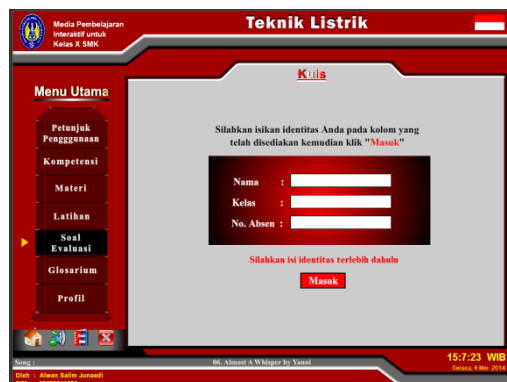 Media Pembelajaran
Interaktif untuk
Kelas X SMK
Teknik Listrik
Kuis
Menu Utama
Petunjuk
Pengggunaan
Kompetensi
Materi
Latihan
Soal
Evaluasi
Glosarium
Profil
Silahkan isikan identitas Anda pada kolom yang
telah disediakan kemudian klik "Masuk"
Nama :
Kelas :
No. Absen :
Silahkan isi identitas terlebih dahulu
Masuk
Song :
06. Almost A Whisper by Yanni
15:7:23 WIB
Selasa, 6 Mei 2014
Oleh : Alwan Salim Junaedi